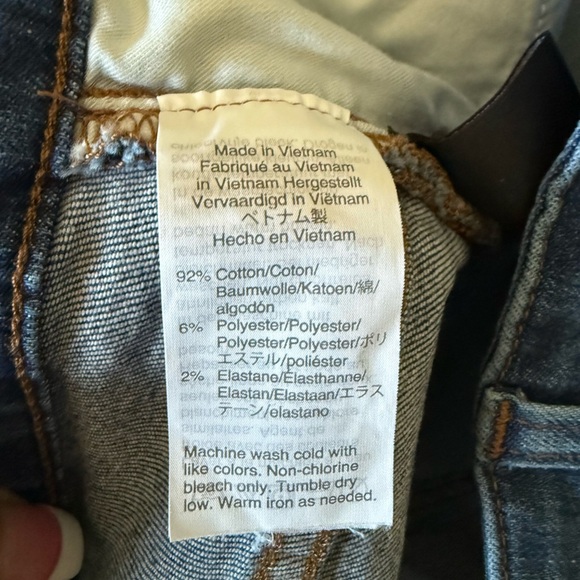 Made in Vietnam
Fabriqué au Vietnam
in Vietnam Hergestellt
Vervaardigd in Viëtnam
ベトナム製
Hecho en Vietnam
92% Cotton/Coton/
Baumwolle/Katoen/綿/
algodón
6% Polyester/Polyester/
Polyester/Polyester/ポリ
エステル/poliéster
2% Elastane/Élasthanne/
Elastan/Elastaan/エラス
テーン/elastano
Machine wash cold with
like colors. Non-chlorine
bleach only. Tumble dry
low. Warm iron as needed.